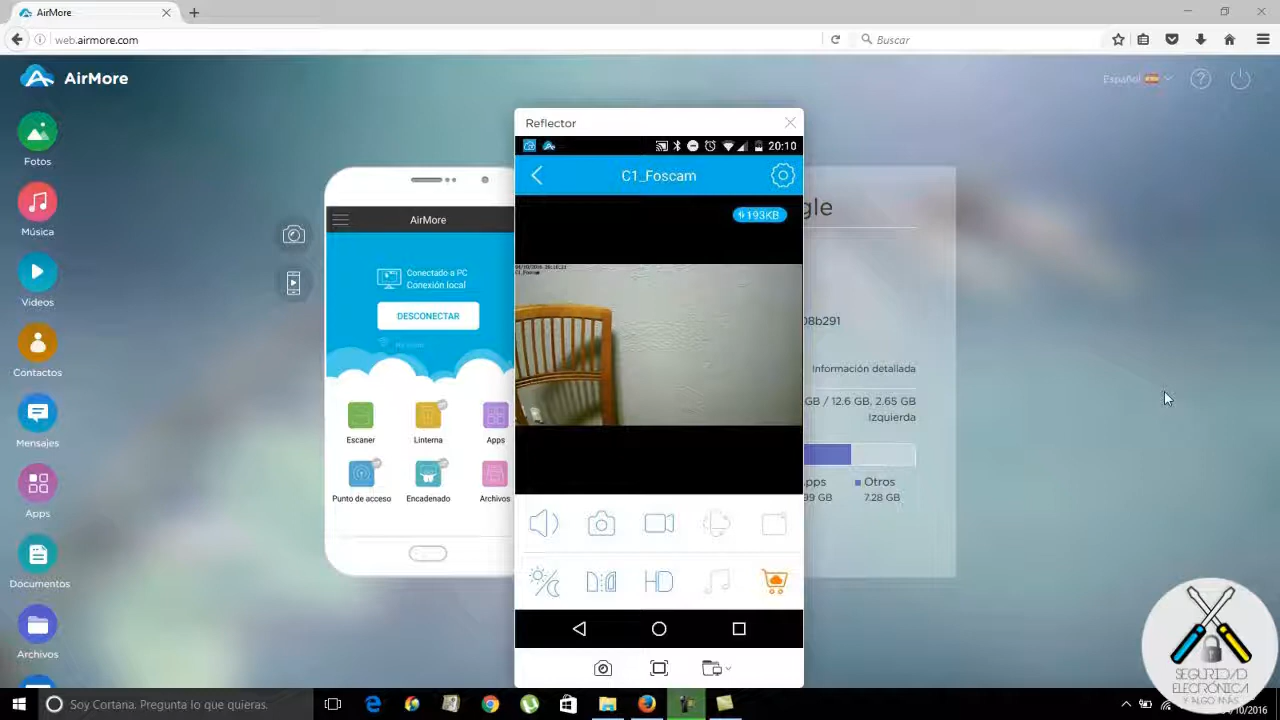 AirMore
web.airmore.com
Buscar
AirMore
Español
Fotos
Música
Videos
Contactos
Mensajes
Apps
Documentos
Archivos
AirMore
Conectado a PC
Conexión local
DESCONECTAR
Escaner
Linterna
Apps
Punto de acceso
Encadenado
Archivos
Reflector
20:10
C1_Foscam
193KB
C1_Foscam
HD
gle
08b291
Información detallada
GB / 12.6 GB, 2.65 GB
Izquierda
pps
Otros
99 GB
7.28 GB
SEGURIDAD
ELECTRÓNICA
Y ALGO MÁS
Soy Cortana. Pregunta lo que quieras.
/10/2016